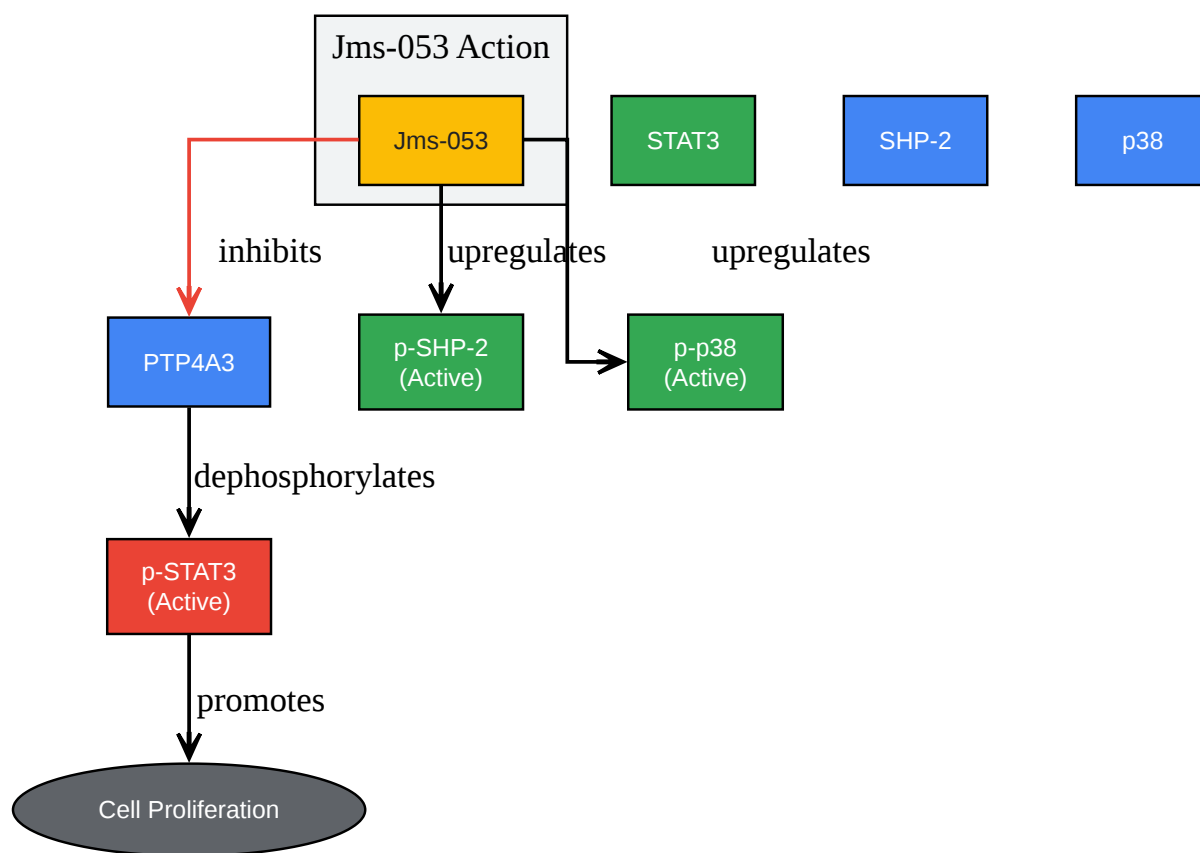 Jms-053 Action
Jms-053
STAT3
SHP-2
p38
inhibits
upregulates
upregulates
PTP4A3
p-SHP-2
(Active)
p-p38
(Active)
dephosphorylates
p-STAT3
(Active)
promotes
Cell Proliferation